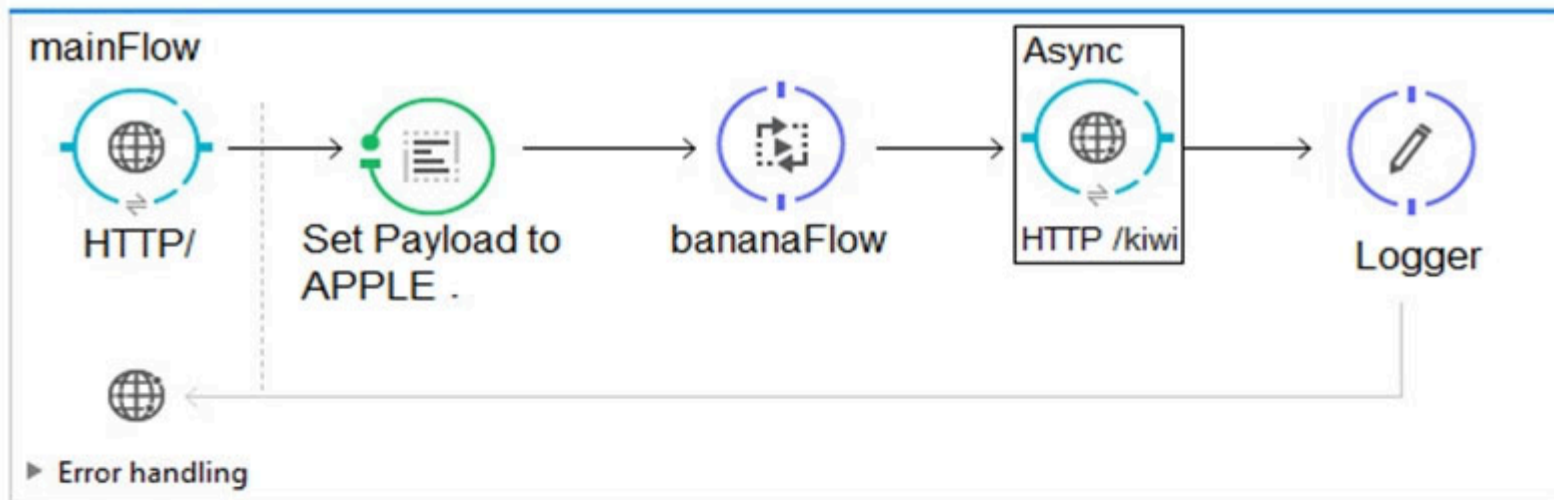 mainFlow
Async
HTTP/
Set Payload to
APPLE .
bananaFlow
HTTP /kiwi
Logger
Error handling